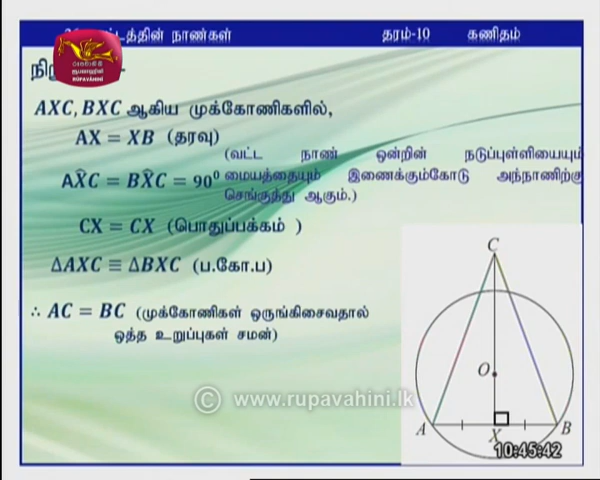 நாண்கள் தரம்-10 கணிதம்
RUPAVAHINI
AXC, BXC ஆகிய முக்கோணிகளில்,
AX = XB (தரவு)
(வட்ட நாண் ஒன்றின் நடுப்புள்ளியையும்
AX̂C = BX̂C = 90⁰ மையத்தையும் இணைக்கும்கோடு அந்நாணிற்கு
செங்குத்து ஆகும்.)
CX = CX (பொதுப்பக்கம் )
ΔAXC ≡ ΔBXC (ப.கோ.ப)
∴ AC = BC (முக்கோணிகள் ஒருங்கிசைவதால்
ஒத்த உறுப்புகள் சமன்)
C
O
A X B
© www.rupavahini.lk
10:45:42